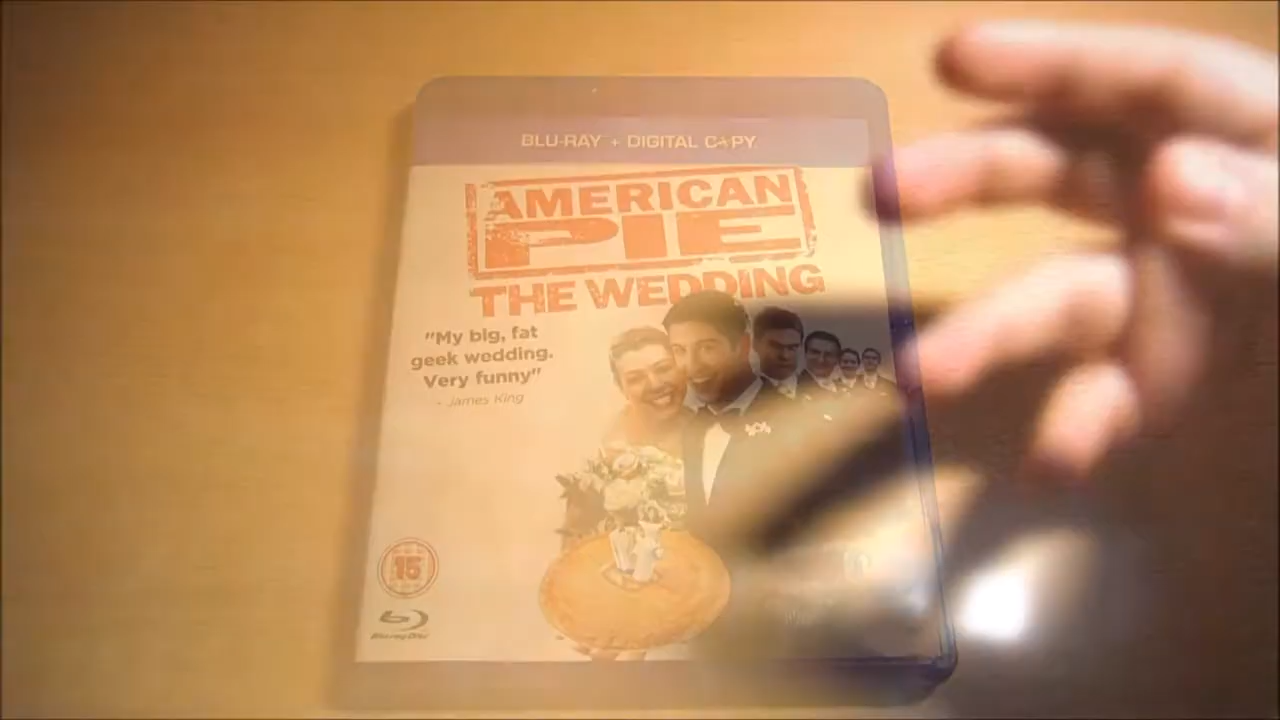 BLU-RAY + DIGITAL COPY
AMERICAN
PIE
THE WEDDING
"My big, fat
geek wedding.
Very funny"
- James King
15
Blu-ray Disc